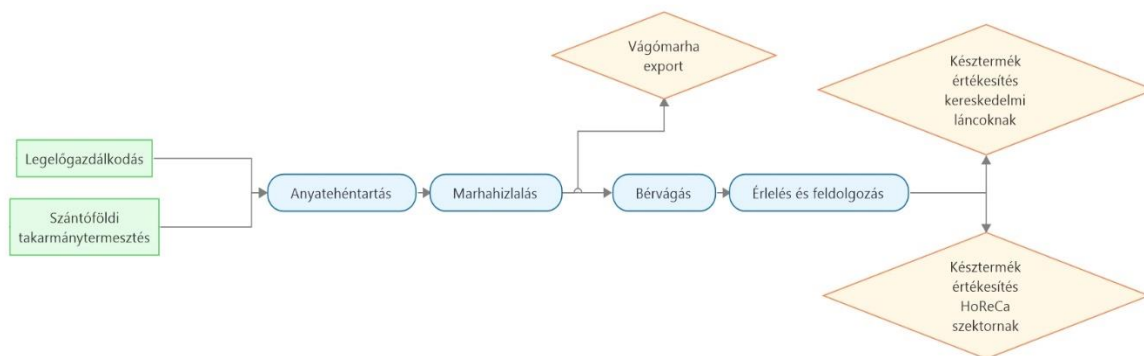 Legelőgazdálkodás
Szántóföldi
takarmánytermesztés
Anyatehéntartás
Marhahizlalás
Vágómarha
export
Bérvágás
Érlelés és feldolgozás
Késztermék
értékesítés
kereskedelmi
láncoknak
Késztermék
értékesítés
HoReCa
szektornak